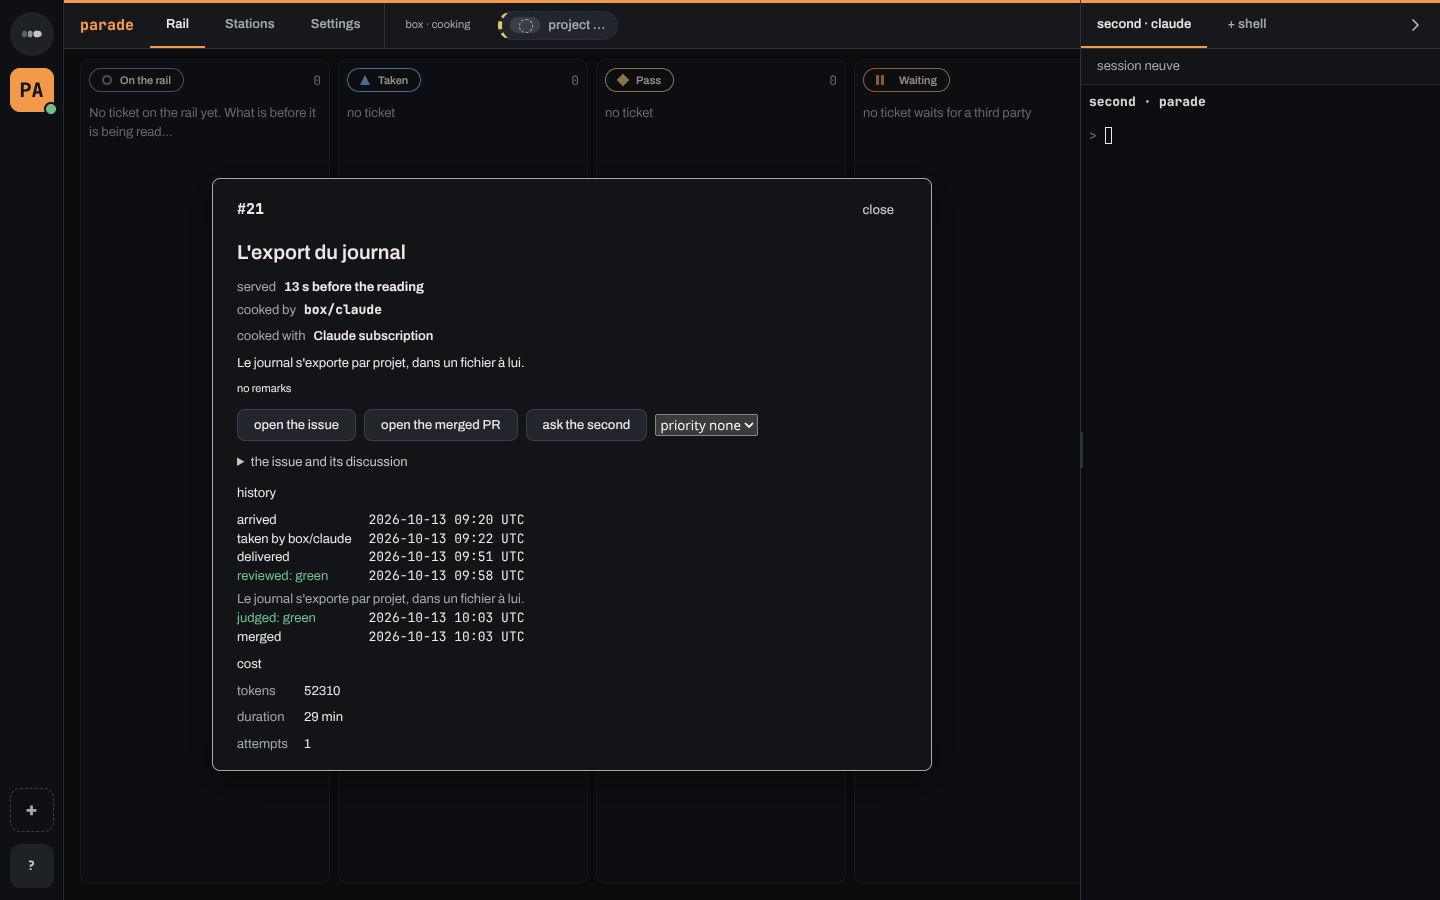 parade
Rail
Stations
Settings
box · cooking
project ...
second · claude
+ shell
PA
session neuve
On the rail
0
Taken
0
Pass
0
Waiting
No ticket on the rail yet. What is before it
is being read...
no ticket
no ticket
no ticket waits for a third party
second · parade
>
#21
close
L'export du journal
served 13 s before the reading
cooked by box/claude
cooked with Claude subscription
Le journal s'exporte par projet, dans un fichier à lui.
no remarks
open the issue
open the merged PR
ask the second
priority none
the issue and its discussion
history
arrived 2026-10-13 09:20 UTC
taken by box/claude 2026-10-13 09:22 UTC
delivered 2026-10-13 09:51 UTC
reviewed: green 2026-10-13 09:58 UTC
Le journal s'exporte par projet, dans un fichier à lui.
judged: green 2026-10-13 10:03 UTC
merged 2026-10-13 10:03 UTC
cost
tokens 52310
duration 29 min
attempts 1
+
?